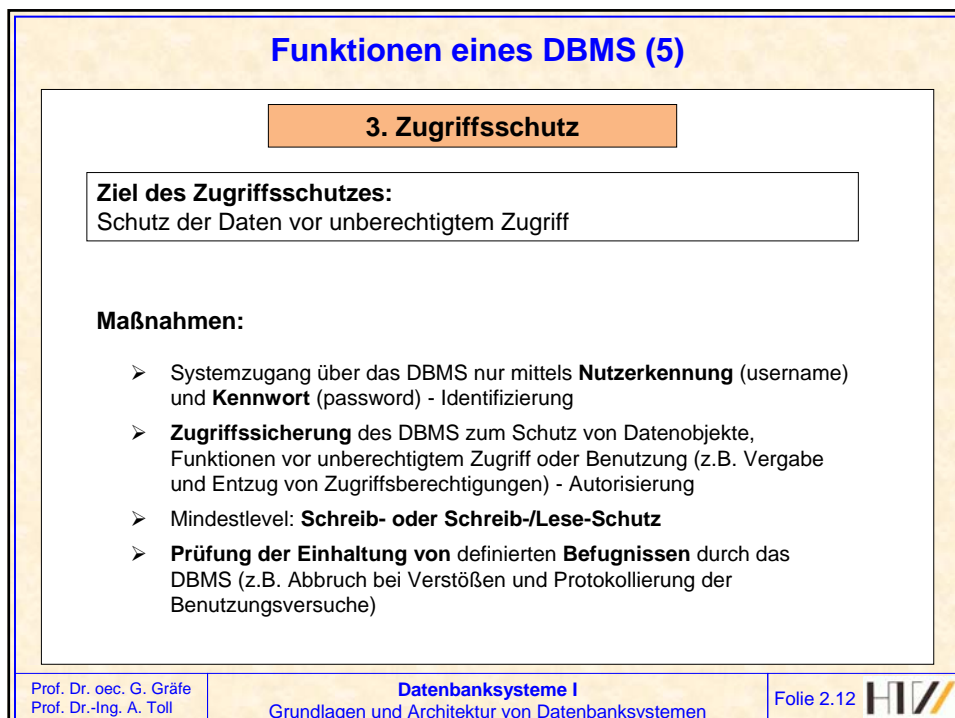 Funktionen eines DBMS (5)
3. Zugriffsschutz
Ziel des Zugriffsschutzes:
Schutz der Daten vor unberechtigtem Zugriff
Maßnahmen:
➢ Systemzugang über das DBMS nur mittels Nutzerkennung (username)
und Kennwort (password) - Identifizierung
➢ Zugriffssicherung des DBMS zum Schutz von Datenobjekte,
Funktionen vor unberechtigtem Zugriff oder Benutzung (z.B. Vergabe
und Entzug von Zugriffsberechtigungen) - Autorisierung
➢ Mindestlevel: Schreib- oder Schreib-/Lese-Schutz
➢ Prüfung der Einhaltung von definierten Befugnissen durch das
DBMS (z.B. Abbruch bei Verstößen und Protokollierung der
Benutzungsversuche)
Prof. Dr. oec. G. Gräfe
Prof. Dr.-Ing. A. Toll
Datenbanksysteme I
Grundlagen und Architektur von Datenbanksystemen
Folie 2.12
HTW